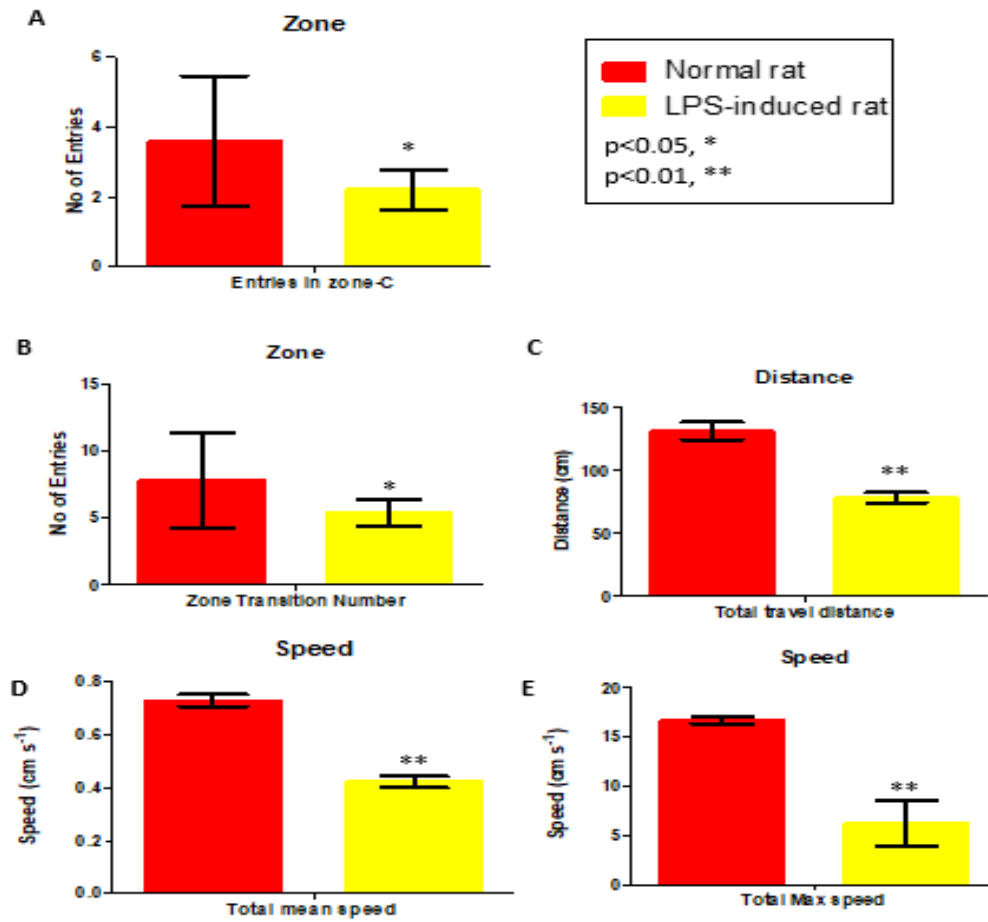 A
Zone
No of Entries
6
4
2
0
*
Entries in zone-C
Normal rat
LPS-induced rat
p<0.05, *
p<0.01, **
B
Zone
No of Entries
15
10
5
0
*
Zone Transition Number
C
Distance
Distance (cm)
150
100
50
0
**
Total travel distance
D
Speed
Speed (cm s-1)
0.8
0.6
0.4
0.2
0.0
**
Total mean speed
E
Speed
Speed (cm s-1)
20
15
10
5
0
**
Total Max speed